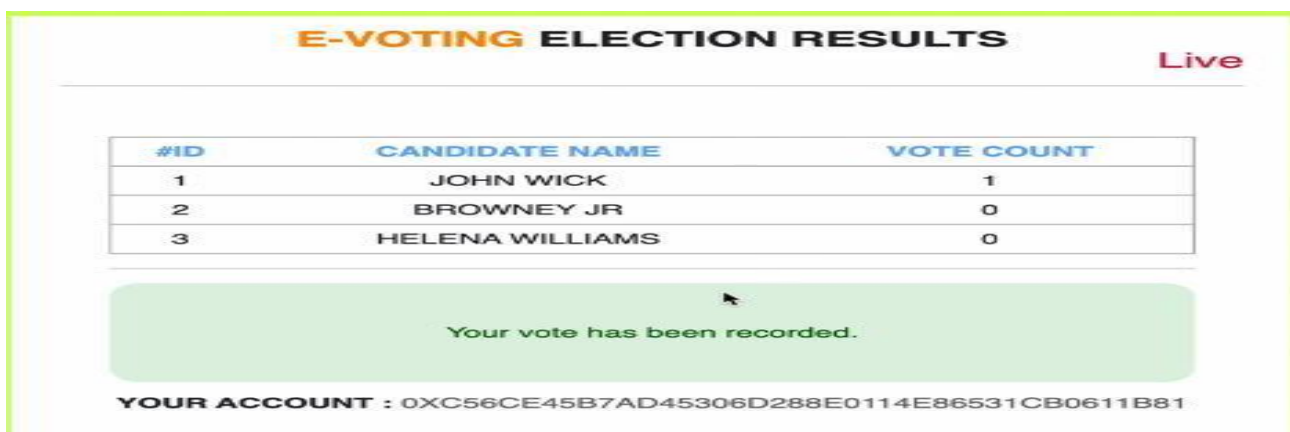 E-VOTING ELECTION RESULTS
Live
#ID CANDIDATE NAME VOTE COUNT
1 JOHN WICK 1
2 BROWNEY JR 0
3 HELENA WILLIAMS 0
Your vote has been recorded.
YOUR ACCOUNT : 0XC56CE45B7AD45306D288E0114E86531CB0611B81